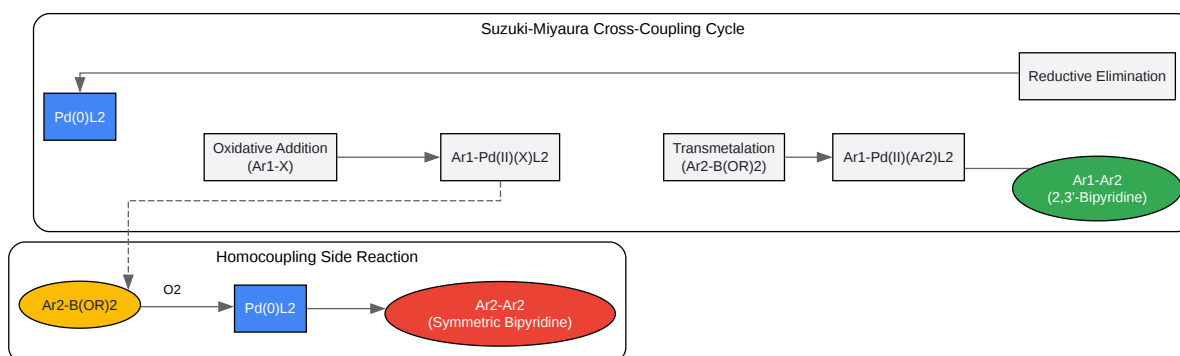 Suzuki-Miyaura Cross-Coupling Cycle
Reductive Elimination
Pd(0)L2
Oxidative Addition
(Ar1-X)
Ar1-Pd(II)(X)L2
Transmetalation
(Ar2-B(OR)2)
Ar1-Pd(II)(Ar2)L2
Ar1-Ar2
(2,3'-Bipyridine)
Homocoupling Side Reaction
Ar2-B(OR)2
O2
Pd(0)L2
Ar2-Ar2
(Symmetric Bipyridine)